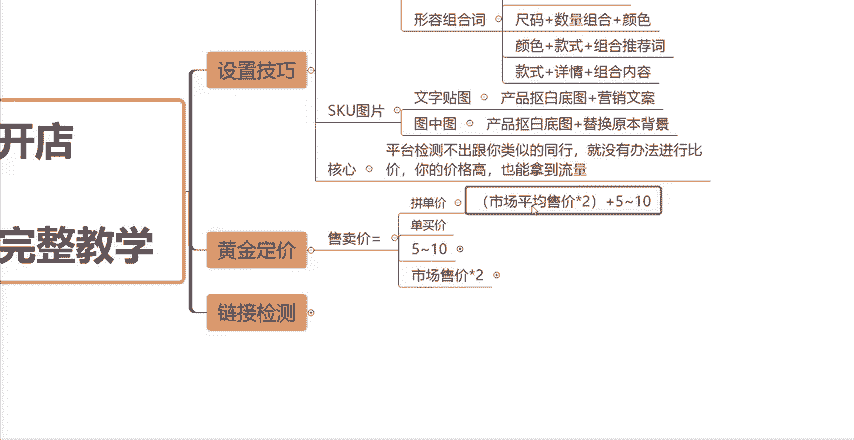 形容组合词
尺码+数量组合+颜色
颜色+款式+组合推荐词
款式+详情+组合内容
设置技巧
SKU图片
文字贴图
产品抠白底图+营销文案
图中图
产品抠白底图+替换原本背景
核心
平台检测不出跟你类似的同行，就没有办法进行比
价，你的价格高，也能拿到流量
开店
完整教学
黄金定价
售卖价=
拼单价
（市场平均售价*2）+5~10
单买价
5~10
市场售价*2
链接检测